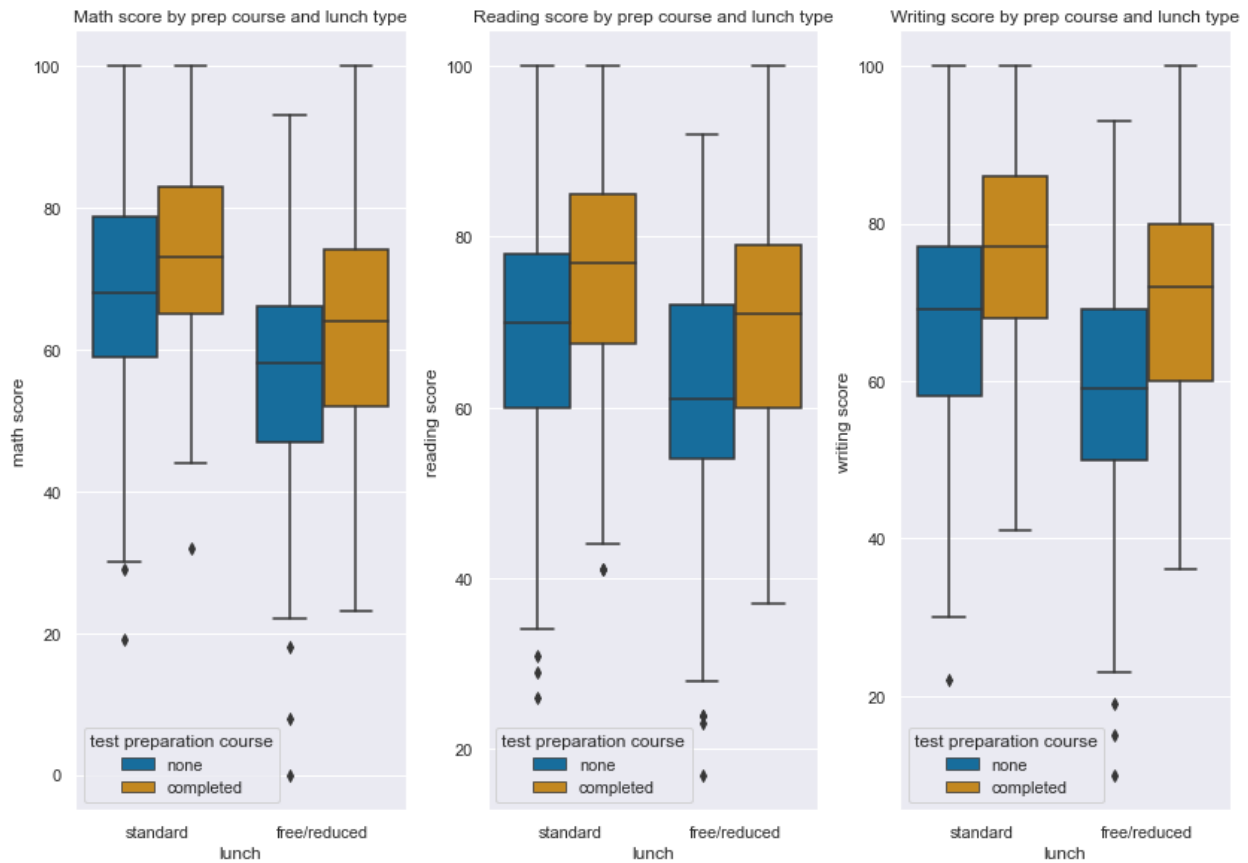 Math score by prep course and lunch type
math score
100
80
60
40
20
0
test preparation course
none
completed
standard
free/reduced
lunch
Reading score by prep course and lunch type
reading score
100
80
60
40
20
test preparation course
none
completed
standard
free/reduced
lunch
Writing score by prep course and lunch type
writing score
100
80
60
40
20
test preparation course
none
completed
standard
free/reduced
lunch